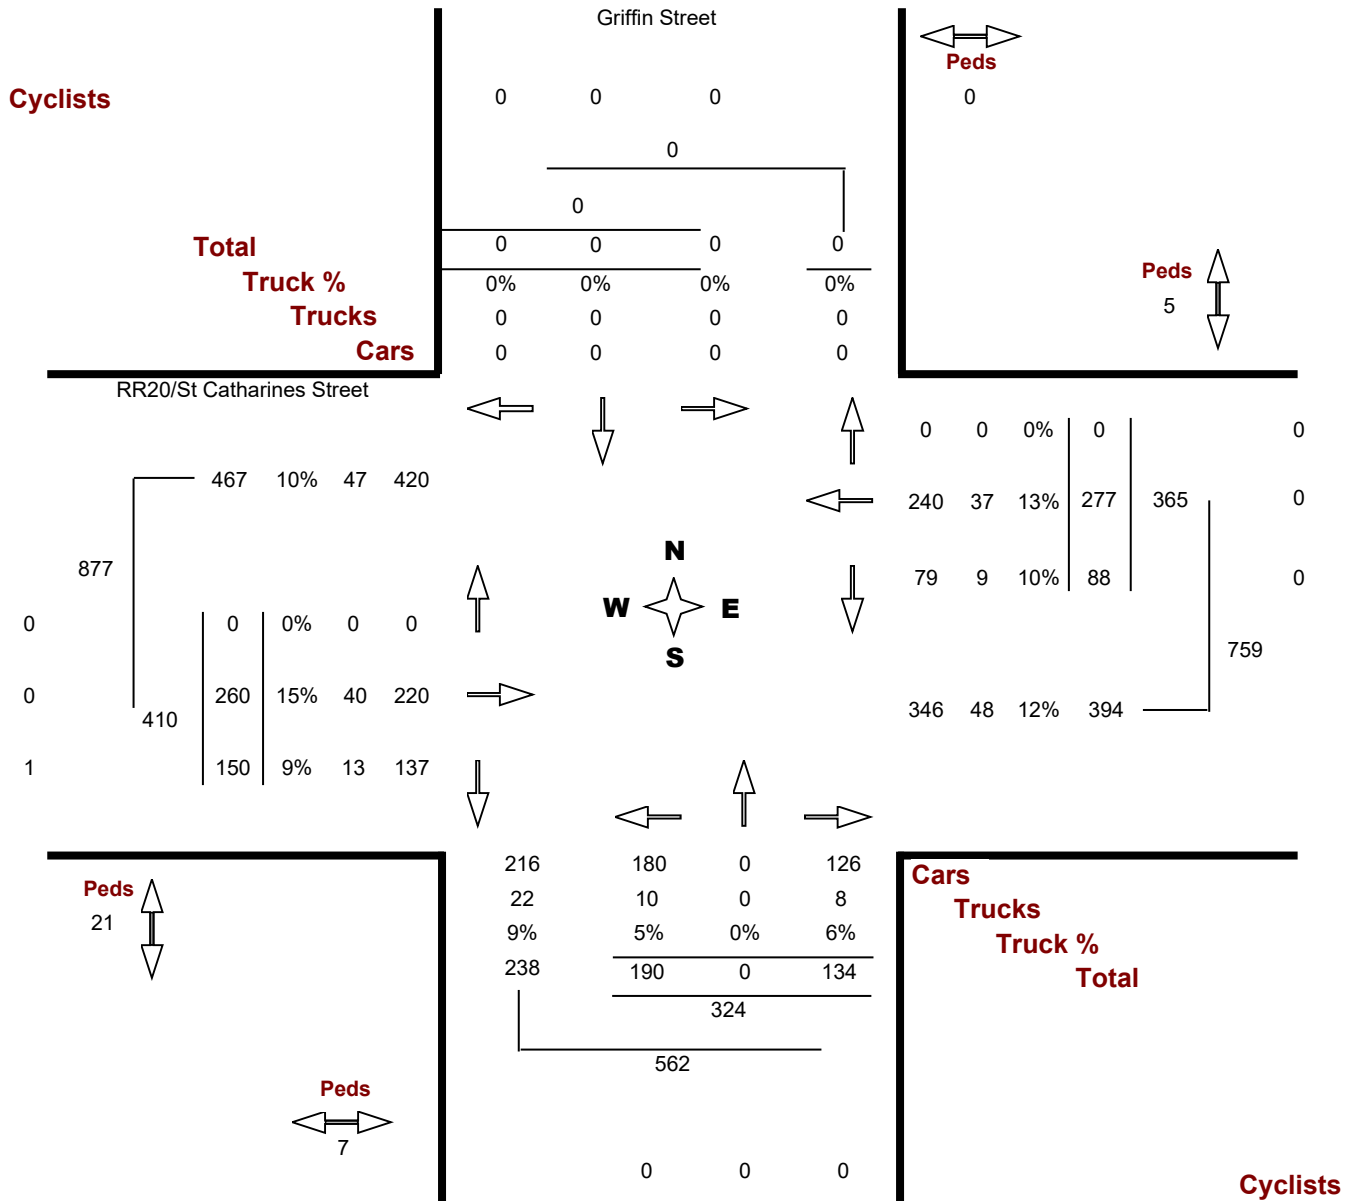 Griffin Street
Peds
0
Cyclists 0 0 0
0
0
Total 0 0 0 0
Truck % 0% 0% 0% 0%
Trucks 0 0 0 0
Cars 0 0 0 0
Peds
5
RR20/St Catharines Street
0 0 0% 0 0
467 10% 47 420
240 37 13% 277 365 0
877
N
79 9 10% 88 0
W E
0 0 0% 0 0
S
759
0 260 15% 40 220
410
346 48 12% 394
1 150 9% 13 137
216 180 0 126 Cars
22 10 0 8 Trucks
9% 5% 0% 6% Truck %
238 190 0 134 Total
324
562
Peds
21
Peds
7
0 0 0 Cyclists